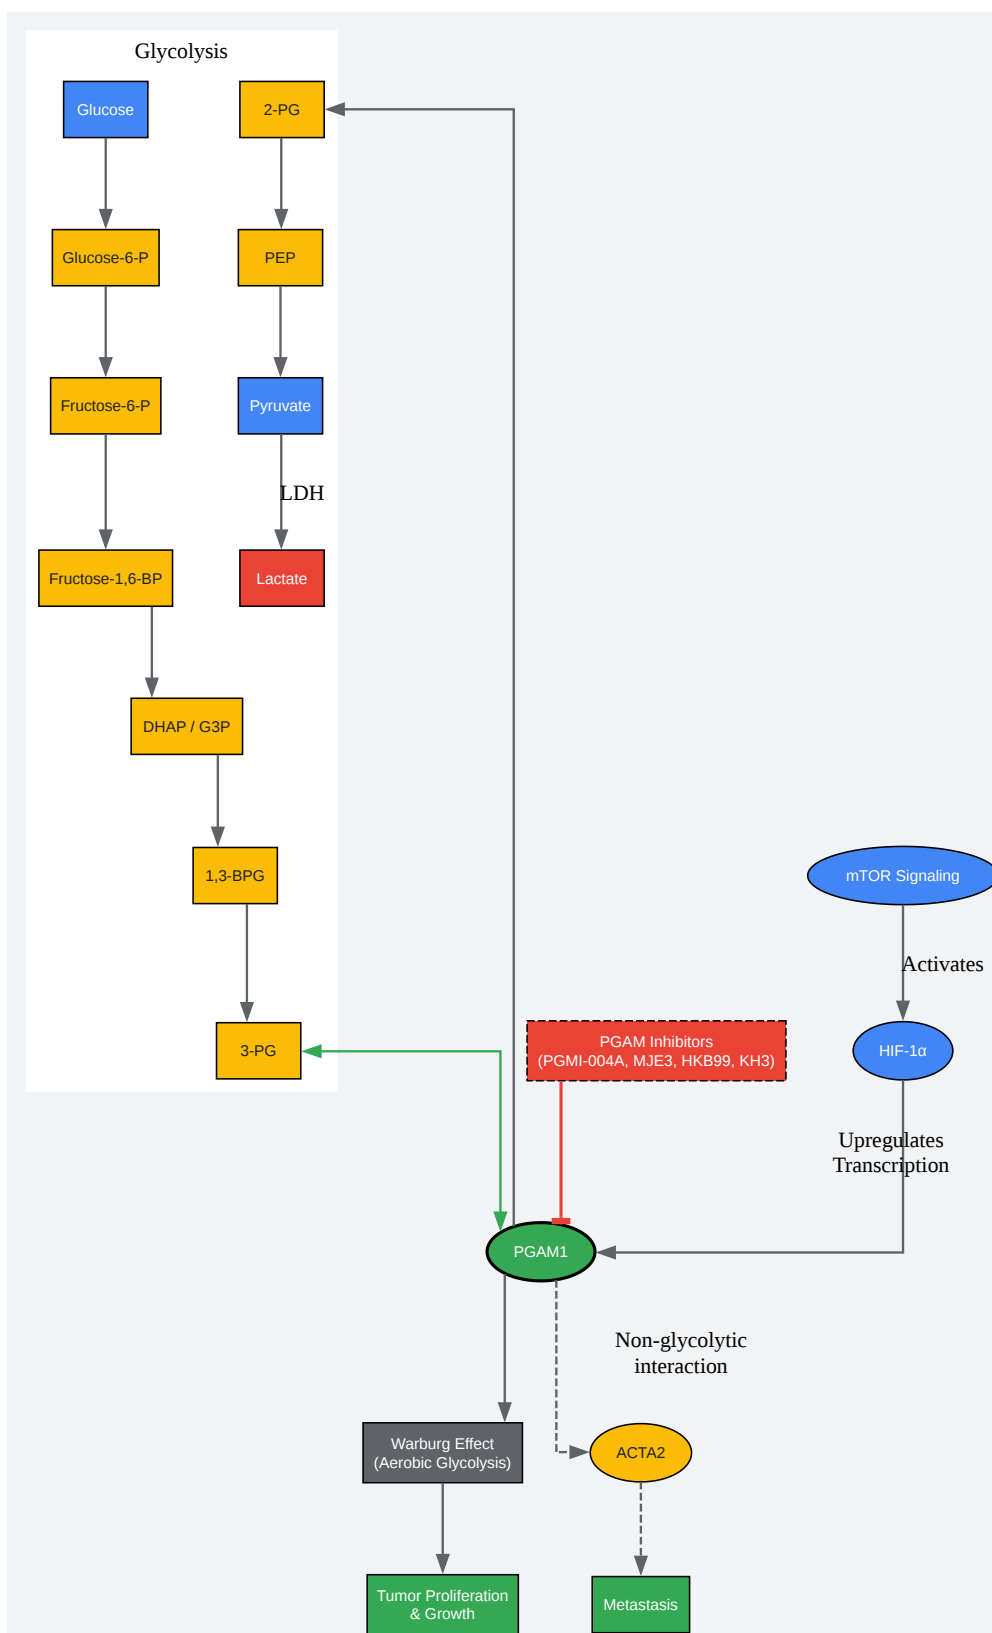 Glycolysis
Glucose
2-PG
Glucose-6-P
PEP
Fructose-6-P
Pyruvate
LDH
Fructose-1,6-BP
Lactate
DHAP / G3P
1,3-BPG
mTOR Signaling
Activates
3-PG
PGAM Inhibitors
(PGMI-004A, MJE3, HKB99, KH3)
HIF-1α
Upregulates
Transcription
PGAM1
Non-glycolytic
interaction
Warburg Effect
(Aerobic Glycolysis)
ACTA2
Tumor Proliferation
& Growth
Metastasis